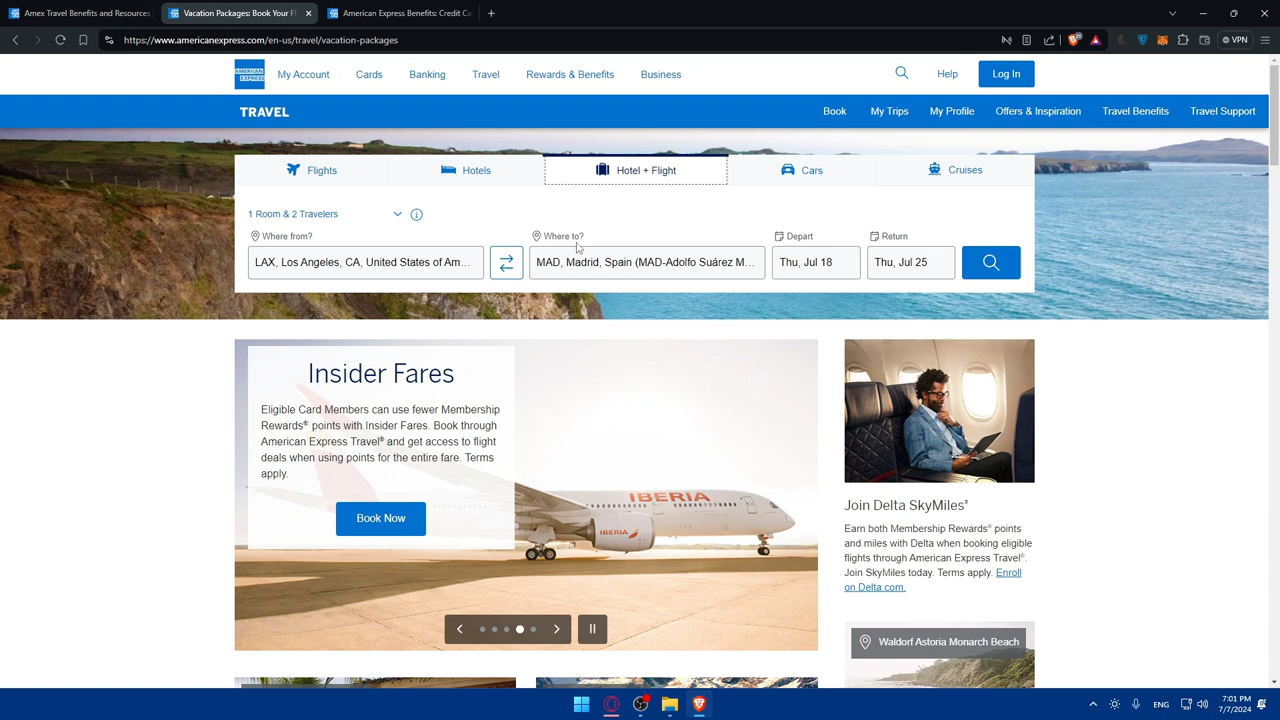 Amex Travel Benefits and Resources
Vacation Packages: Book Your F
American Express Benefits: Credit Ca
https://www.americanexpress.com/en-us/travel/vacation-packages
VPN
AMERICAN EXPRESS
My Account
Cards
Banking
Travel
Rewards & Benefits
Business
Help
Log In
TRAVEL
Book
My Trips
My Profile
Offers & Inspiration
Travel Benefits
Travel Support
Flights
Hotels
Hotel + Flight
Cars
Cruises
1 Room & 2 Travelers
Where from?
Where to?
Depart
Return
LAX, Los Angeles, CA, United States of Am...
MAD, Madrid, Spain (MAD-Adolfo Suárez M...
Thu, Jul 18
Thu, Jul 25
Insider Fares
Eligible Card Members can use fewer Membership
Rewards® points with Insider Fares. Book through
American Express Travel® and get access to flight
deals when using points for the entire fare. Terms
apply.
Book Now
IBERIA
IBERIA
Join Delta SkyMiles®
Earn both Membership Rewards® points
and miles with Delta when booking eligible
flights through American Express Travel®.
Join SkyMiles today. Terms apply. Enroll
on Delta.com.
Waldorf Astoria Monarch Beach
ENG
7:01 PM
7/7/2024